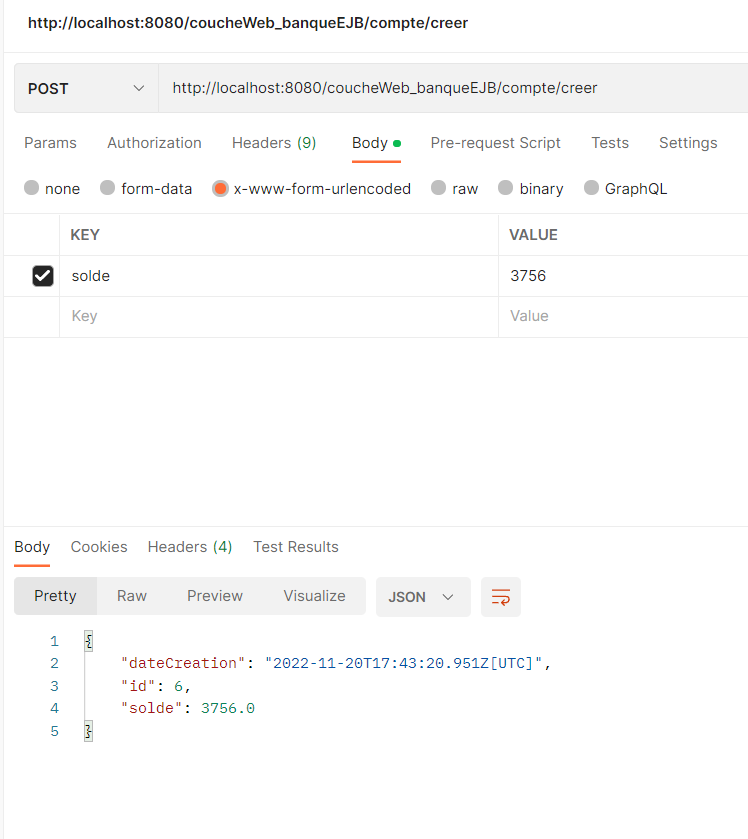 http://localhost:8080/coucheWeb_banqueEJB/compte/creer
POST http://localhost:8080/coucheWeb_banqueEJB/compte/creer
Params Authorization Headers (9) Body Pre-request Script Tests Settings
none form-data x-www-form-urlencoded raw binary GraphQL
KEY VALUE
solde 3756
Key Value
Body Cookies Headers (4) Test Results
Pretty Raw Preview Visualize JSON
1 {
2 "dateCreation": "2022-11-20T17:43:20.951Z[UTC]",
3 "id": 6,
4 "solde": 3756.0
5 }